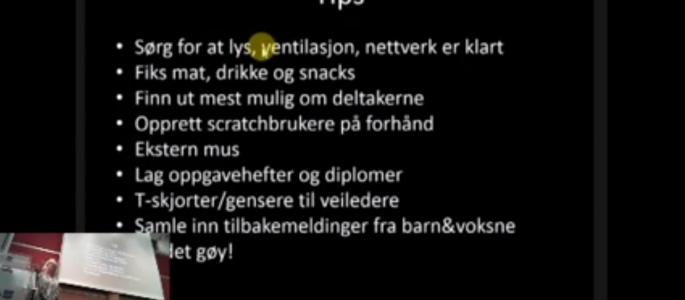 Tips
• Sørg for at lys, ventilasjon, nettverk er klart
• Fiks mat, drikke og snacks
• Finn ut mest mulig om deltakerne
• Opprett scratchbrukere på forhånd
• Ekstern mus
• Lag oppgavehefter og diplomer
• T-skjorter/gensere til veiledere
• Samle inn tilbakemeldinger fra barn&voksne
det gøy!